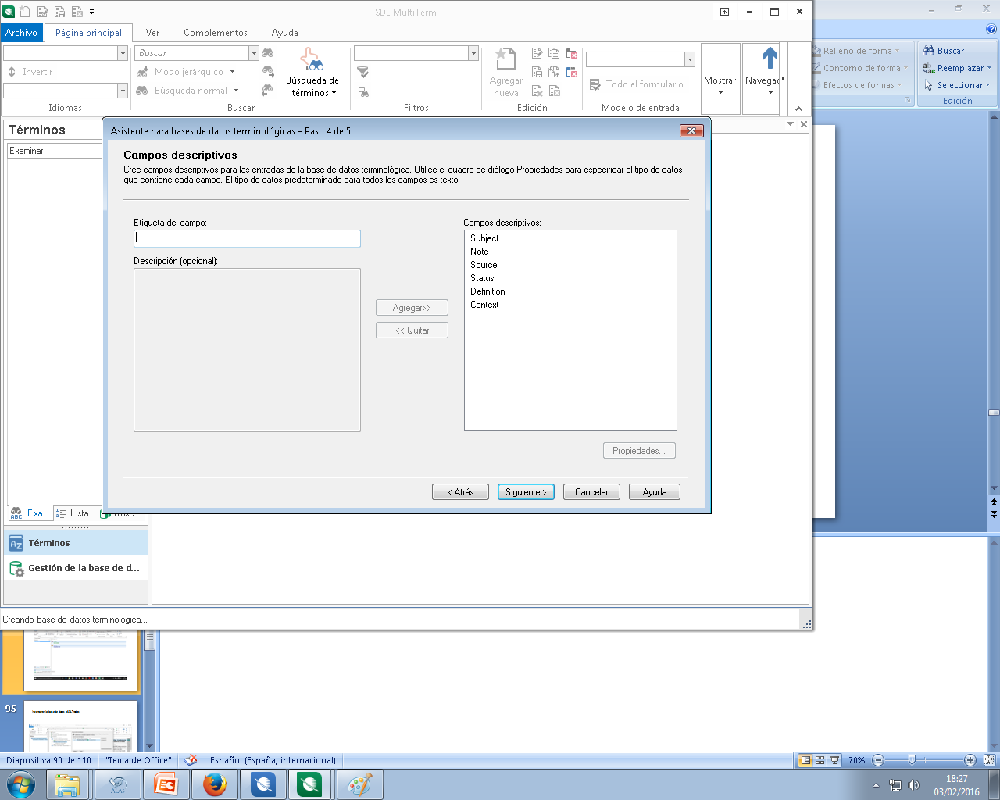 SDL MultiTerm
Archivo
Página principal
Ver
Complementos
Ayuda
Invertir
Idiomas
Buscar
Modo jerárquico
Búsqueda normal
Búsqueda de
términos
Buscar
Filtros
Agregar
nueva
Edición
Todo el formulario
Modelo de entrada
Mostrar
Navegac
Relleno de forma
Contorno de forma
Efectos de formas
Buscar
Reemplazar
Seleccionar
Edición
Términos
Examinar
Asistente para bases de datos terminológicas – Paso 4 de 5
Campos descriptivos
Cree campos descriptivos para las entradas de la base de datos terminológica. Utilice el cuadro de diálogo Propiedades para especificar el tipo de datos
que contiene cada campo. El tipo de datos predeterminado para todos los campos es texto.
Etiqueta del campo:
Descripción (opcional):
Agregar>>
<< Quitar
Campos descriptivos:
Subject
Note
Source
Status
Definition
Context
Propiedades...
< Atrás
Siguiente >
Cancelar
Ayuda
Exa...
Lista...
Términos
Gestión de la base de d...
Creando base de datos terminológica...
95
Diapositiva 90 de 110
"Tema de Office"
Español (España, internacional)
70%
ALAs
18:27
03/02/2016